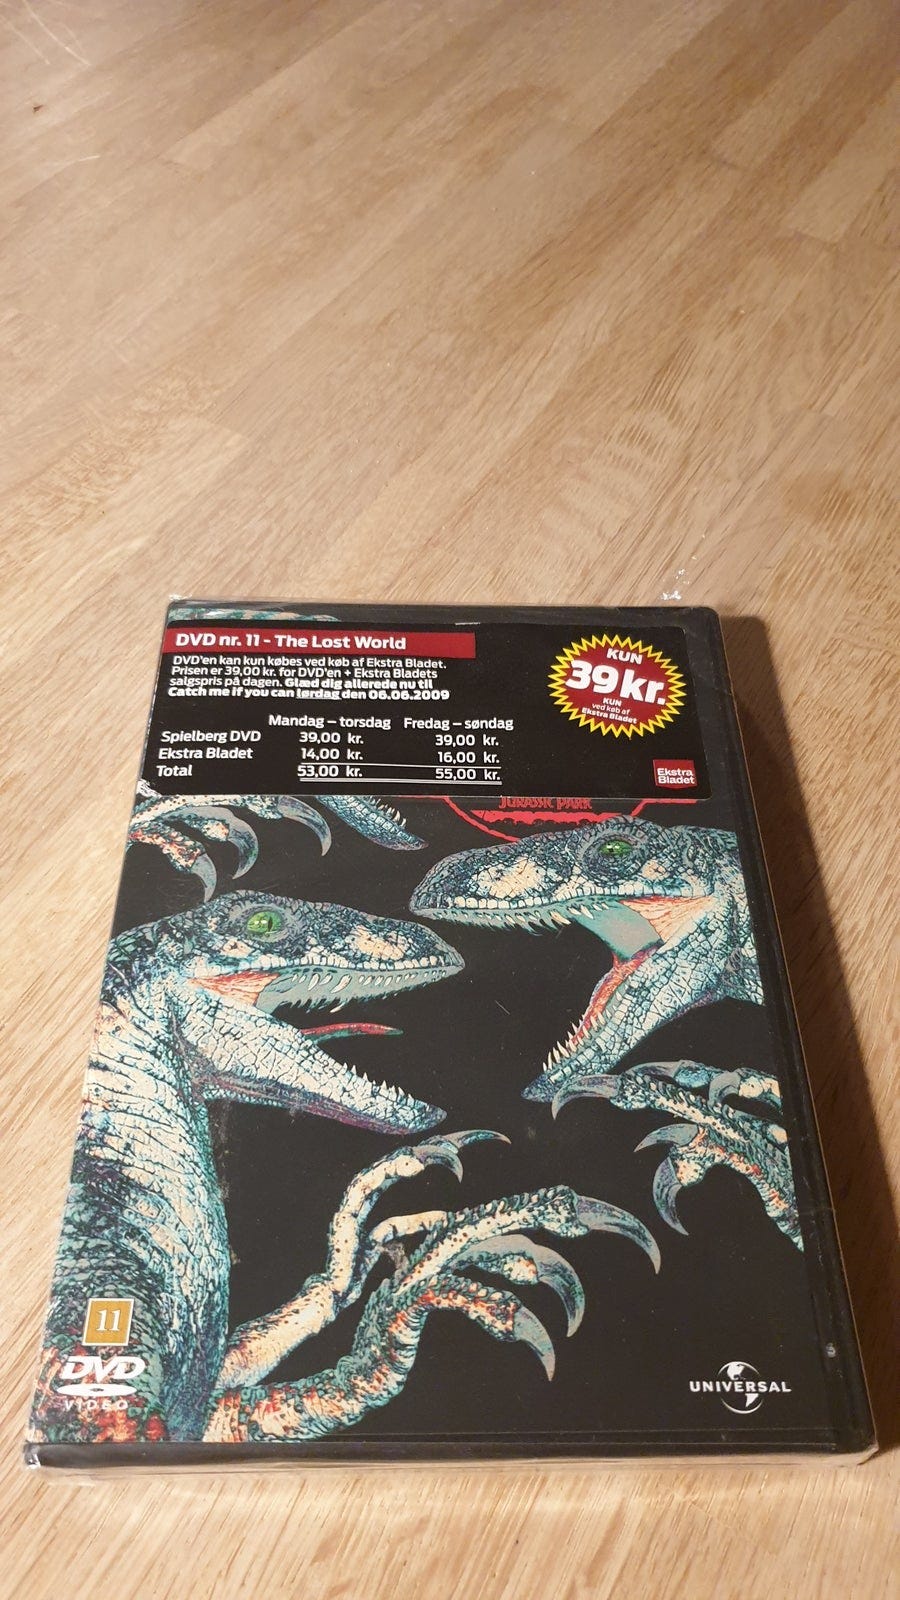 DVD nr. 11 - The Lost World
DVD'en kan kun købes ved køb af Ekstra Bladet.
Prisen er 39,00 kr. for DVD'en + Ekstra Bladets
salgspris på dagen. Glæd dig allerede nu til
Catch me if you can lørdag den 06.06.2009
Mandag – torsdag Fredag – søndag
Spielberg DVD 39,00 kr. 39,00 kr.
Ekstra Bladet 14,00 kr. 16,00 kr.
Total 53,00 kr. 55,00 kr.
KUN
39 kr.
KUN
ved køb af
Ekstra Bladet
Ekstra
Bladet
JURASSIC PARK
11
DVD
VIDEO
UNIVERSAL